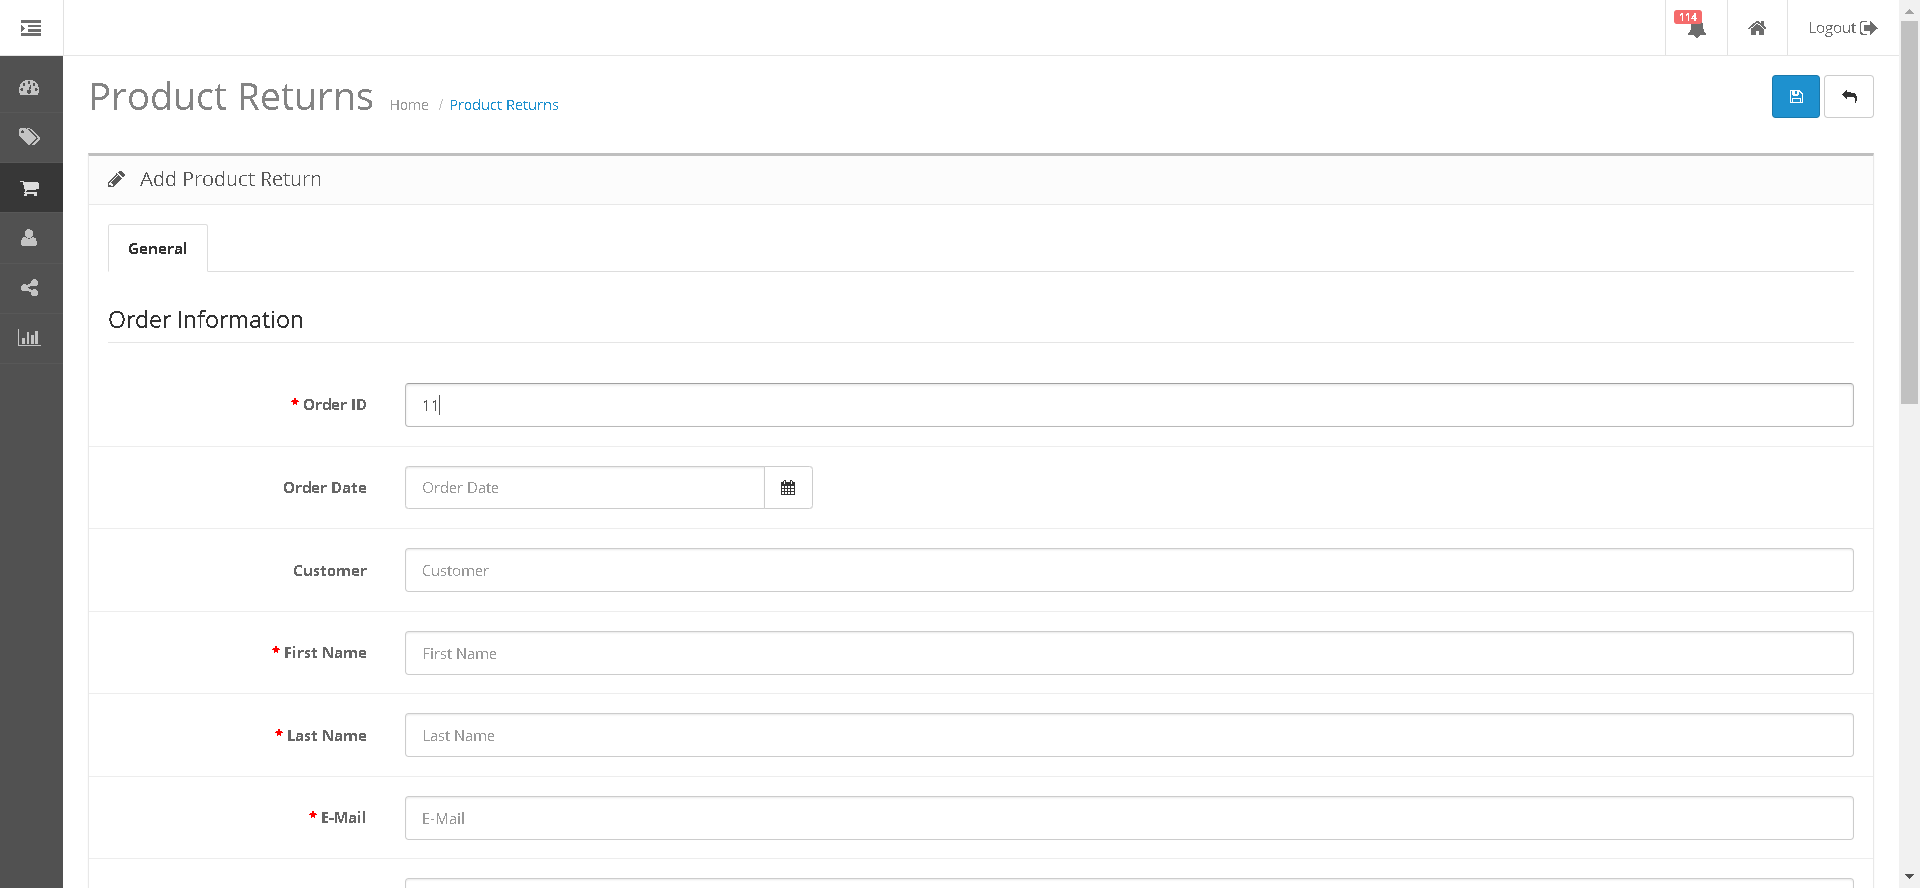 114
Logout
Product Returns
Home / Product Returns
Add Product Return
General
Order Information
* Order ID
11
Order Date
Order Date
Customer
Customer
* First Name
First Name
* Last Name
Last Name
* E-Mail
E-Mail